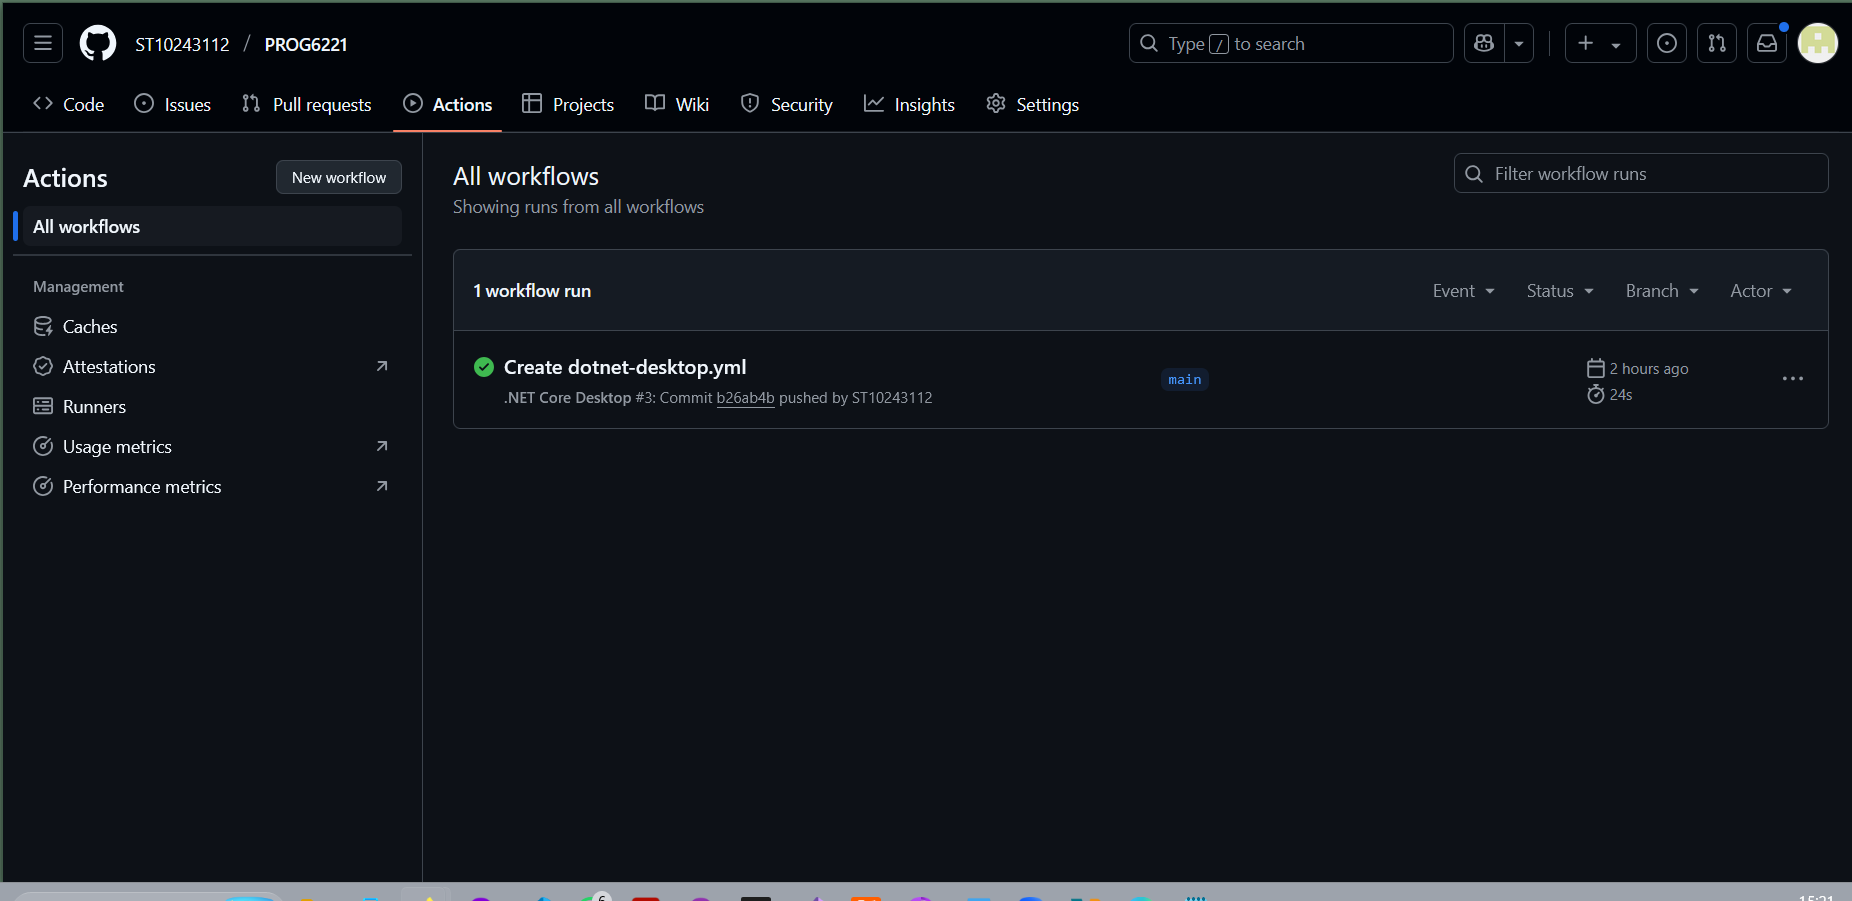 ST10243112 / PROG6221
Type / to search
Code
Issues
Pull requests
Actions
Projects
Wiki
Security
Insights
Settings
Actions
New workflow
All workflows
Management
Caches
Attestations
Runners
Usage metrics
Performance metrics
All workflows
Showing runs from all workflows
Filter workflow runs
1 workflow run
Event
Status
Branch
Actor
Create dotnet-desktop.yml
.NET Core Desktop #3: Commit b26ab4b pushed by ST10243112
main
2 hours ago
24s